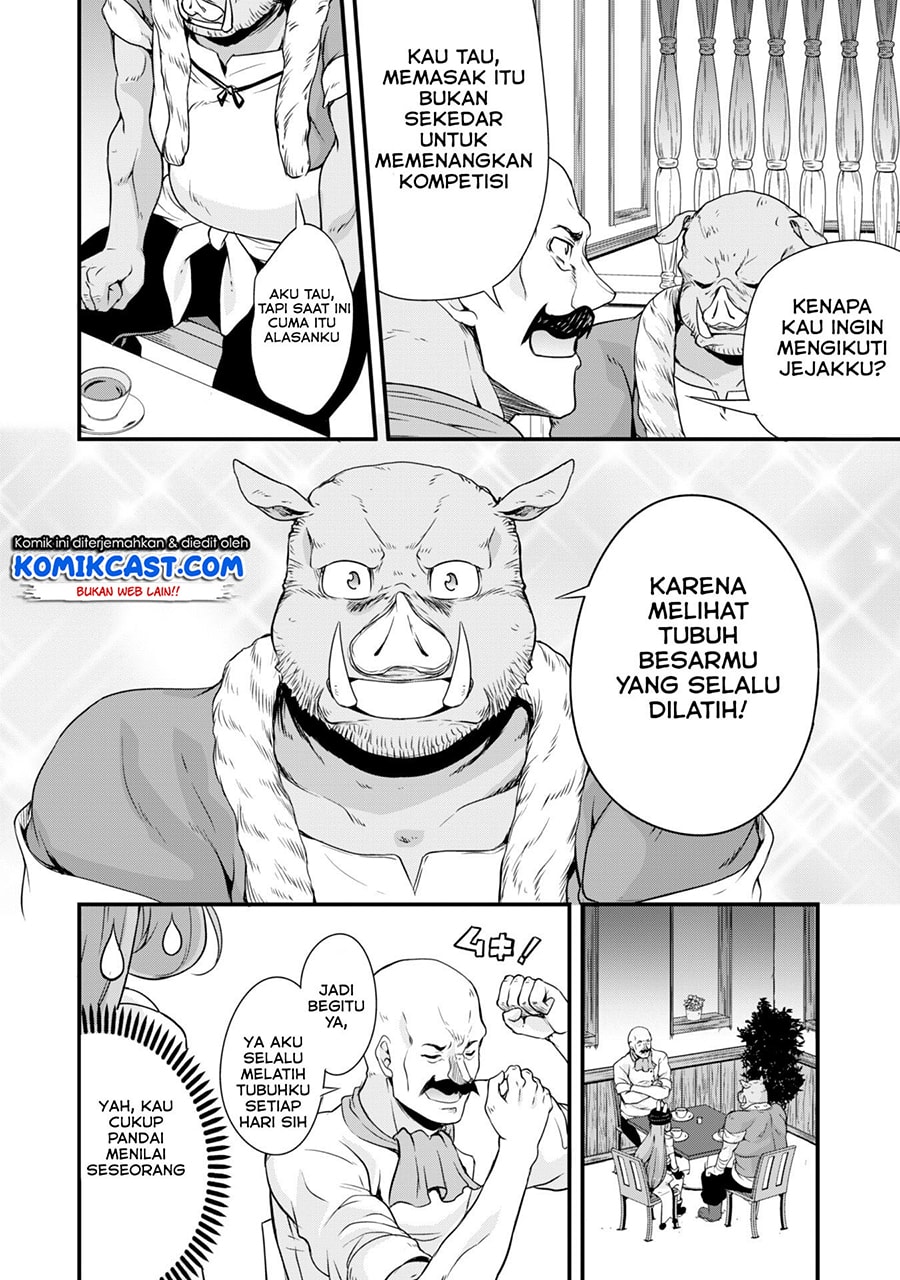 KAU TAU,
MEMASAK ITU
BUKAN
SEKEDAR
UNTUK
MEMENANGKAN
KOMPETISI
KENAPA
KAU INGIN
MENGIKUTI
JEJAKKU?
AKU TAU,
TAPI SAAT INI
CUMA ITU
ALASANKU
Komik ini diterjemahkan & diedit oleh
KOMIKCAST.COM
BUKAN WEB LAIN!!
KARENA
MELIHAT
TUBUH
BESARMU
YANG SELALU
DILATIH!
ムキ!
JADI
BEGITU
YA,
YA AKU
SELALU
MELATIH
TUBUHKU
SETIAP
HARI SIH
YAH, KAU
CUKUP
PANDAI
MENILAI
SESEORANG